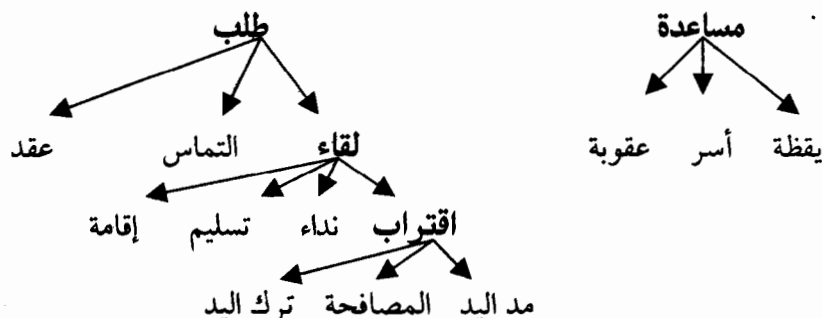 مساعدة طلب
يقظة أسر عقوبة لقاء التماس عقد
اقتراب نداء تسليم إقامة
مد اليد المصافحة ترك اليد